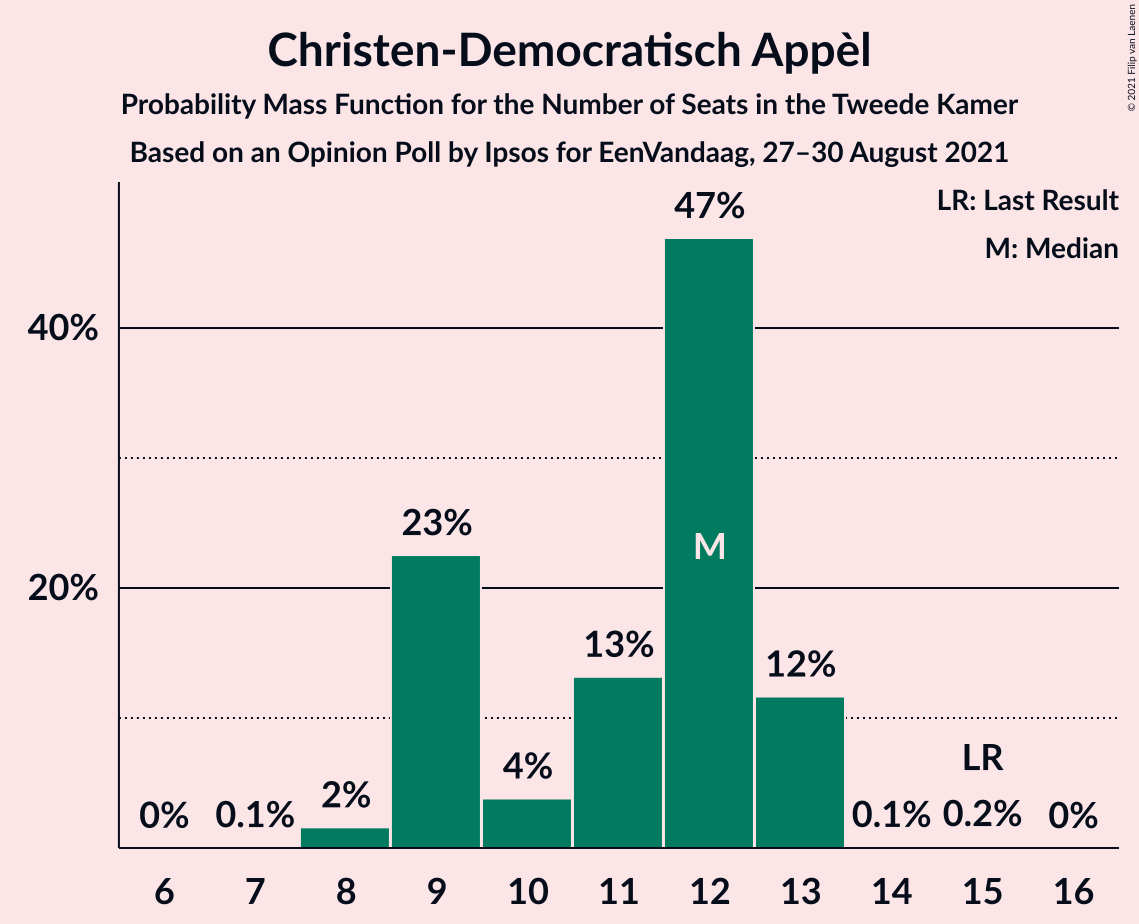 Christen-Democratisch Appèl
Probability Mass Function for the Number of Seats in the Tweede Kamer
Based on an Opinion Poll by Ipsos for EenVandaag, 27–30 August 2021
© 2021 Filip van Laenen
LR: Last Result
M: Median
40%
20%
0%
0.1%
2%
23%
4%
13%
47%
M
12%
0.1%
LR
0.2%
0%
6 7 8 9 10 11 12 13 14 15 16